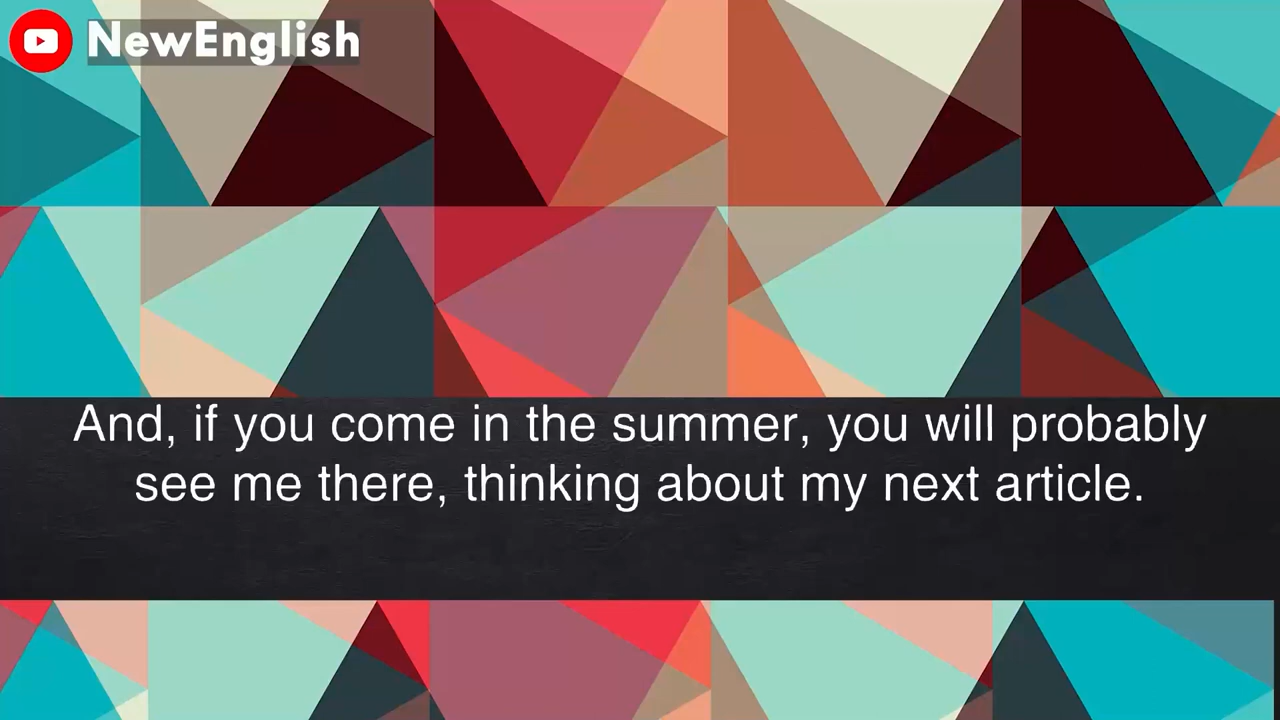 NewEnglish
And, if you come in the summer, you will probably
see me there, thinking about my next article.